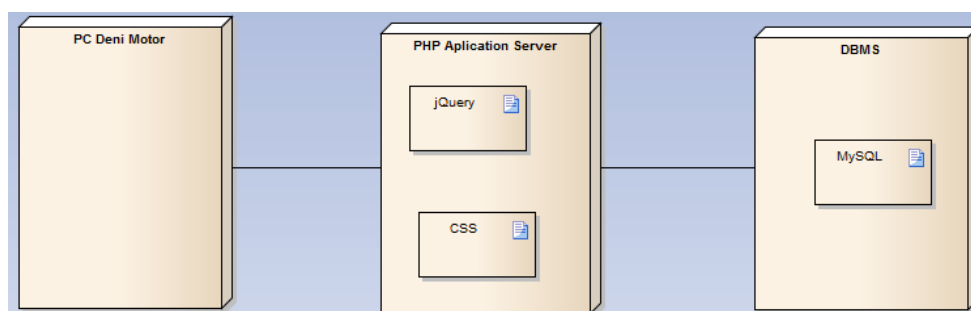 PC Deni Motor
PHP Aplication Server
jQuery
CSS
DBMS
MySQL